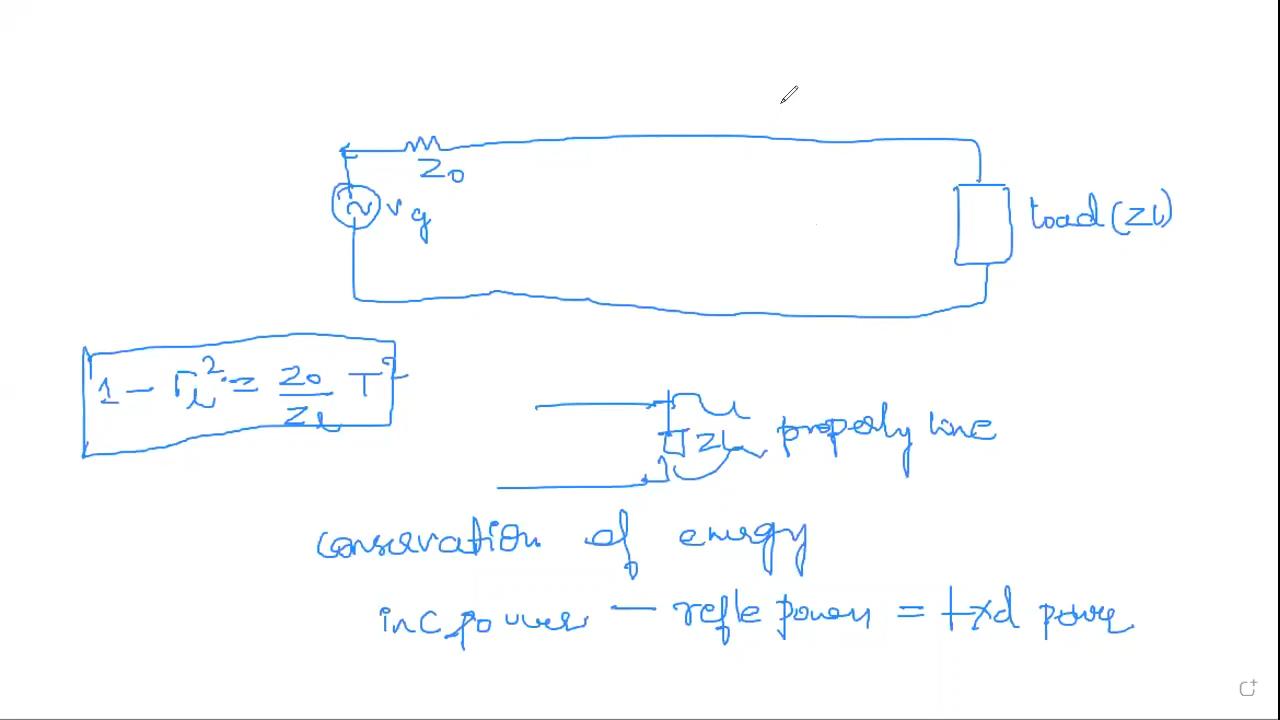 Z0
Vg
Load (ZL)
1 - ΓL² = Z0/ZL T²
ZL
properly line
conservation of energy
inc power - refle power = txd power